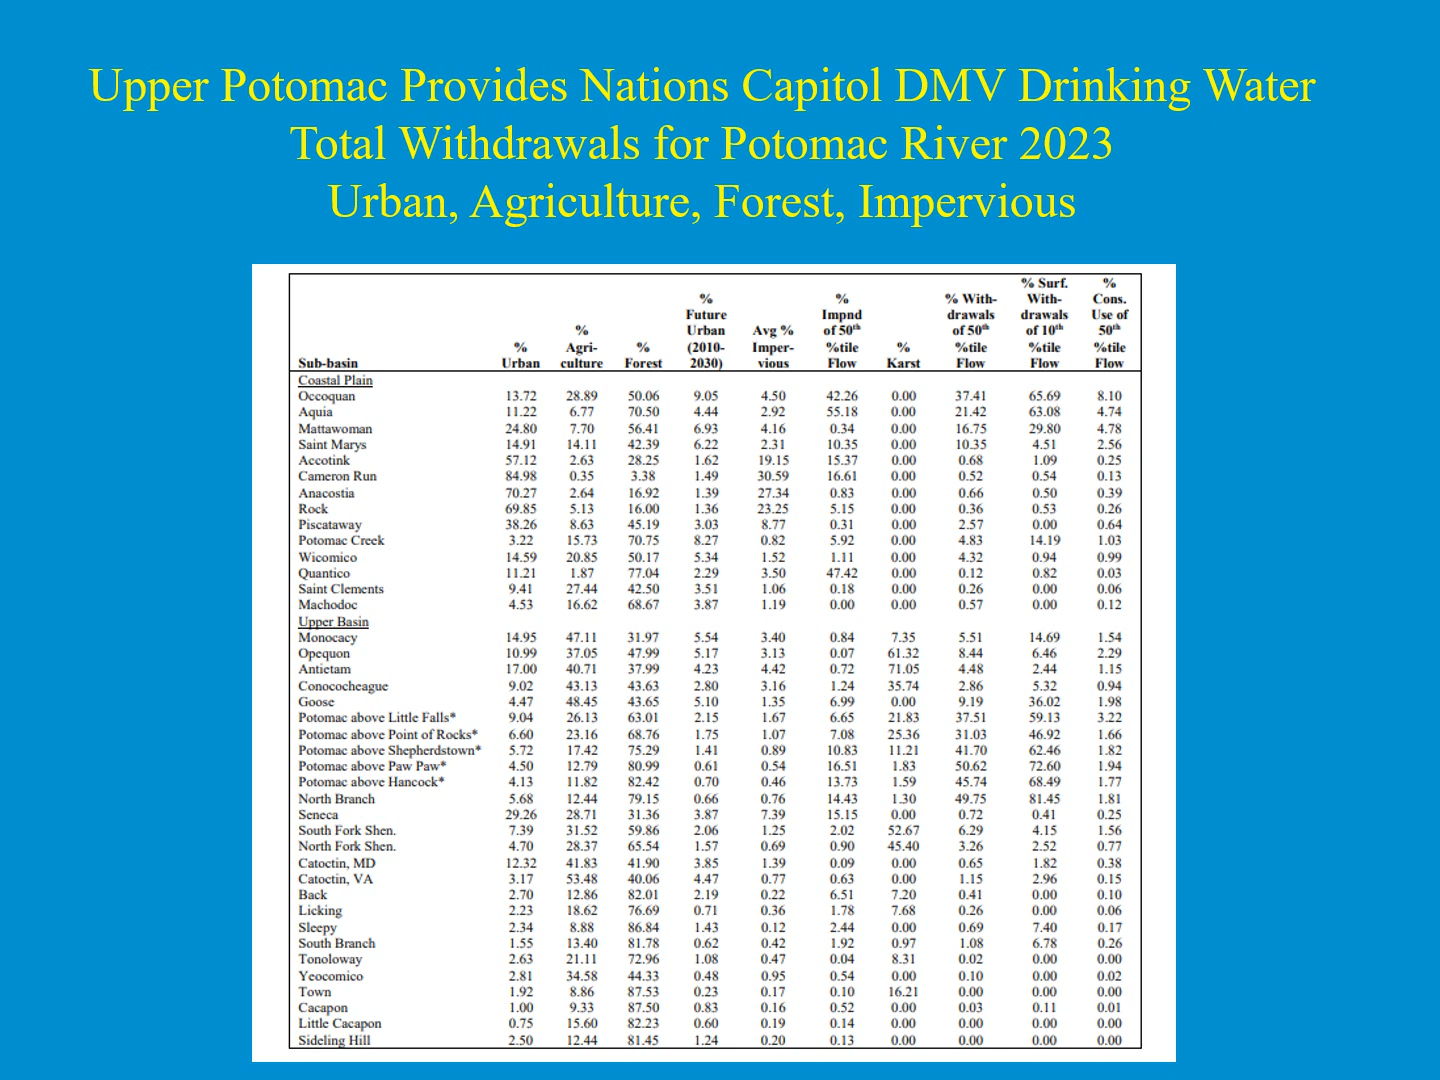 Upper Potomac Provides Nations Capitol DMV Drinking Water
Total Withdrawals for Potomac River 2023
Urban, Agriculture, Forest, Impervious
Sub-basin % Urban % Agri-culture % Forest % Future Urban (2010-2030) Avg % Imper-vious % Impnd of 50th %tile Flow % Karst % With-drawals of 50th %tile Flow % Surf. With-drawals of 10th %tile Flow % Cons. Use of 50th %tile Flow
Coastal Plain
Occoquan 13.72 28.89 50.06 9.05 4.50 42.26 0.00 37.41 65.69 8.10
Aquia 11.22 6.77 70.50 4.44 2.92 55.18 0.00 21.42 63.08 4.74
Mattawoman 24.80 7.70 56.41 6.93 4.16 0.34 0.00 16.75 29.80 4.78
Saint Marys 14.91 14.11 42.39 6.22 2.31 10.35 0.00 10.35 4.51 2.56
Accotink 57.12 2.63 28.25 1.62 19.15 15.37 0.00 0.68 1.09 0.25
Cameron Run 84.98 0.35 3.38 1.49 30.59 16.61 0.00 0.52 0.54 0.13
Anacostia 70.27 2.64 16.92 1.39 27.34 0.83 0.00 0.66 0.50 0.39
Rock 69.85 5.13 16.00 1.36 23.25 5.15 0.00 0.36 0.53 0.26
Piscataway 38.26 8.63 45.19 3.03 8.77 0.31 0.00 2.57 0.00 0.64
Potomac Creek 3.22 15.73 70.75 8.27 0.82 5.92 0.00 4.83 14.19 1.03
Wicomico 14.59 20.85 50.17 5.34 1.52 1.11 0.00 4.32 0.94 0.99
Quantico 11.21 1.87 77.04 2.29 3.50 47.42 0.00 0.12 0.82 0.03
Saint Clements 9.41 27.44 42.50 3.51 1.06 0.18 0.00 0.26 0.00 0.06
Machodoc 4.53 16.62 68.67 3.87 1.19 0.00 0.00 0.57 0.00 0.12
Upper Basin
Monocacy 14.95 47.11 31.97 5.54 3.40 0.84 7.35 5.51 14.69 1.54
Opequon 10.99 37.05 47.99 5.17 3.13 0.07 61.32 8.44 6.46 2.29
Antietam 17.00 40.71 37.99 4.23 4.42 0.72 71.05 4.48 2.44 1.15
Conococheague 9.02 43.13 43.63 2.80 3.16 1.24 35.74 2.86 5.32 0.94
Goose 4.47 48.45 43.65 5.10 1.35 6.99 0.00 9.19 36.02 1.98
Potomac above Little Falls* 9.04 26.13 63.01 2.15 1.67 6.65 21.83 37.51 59.13 3.22
Potomac above Point of Rocks* 6.60 23.16 68.76 1.75 1.07 7.08 25.36 31.03 46.92 1.66
Potomac above Shepherdstown* 5.72 17.42 75.29 1.41 0.89 10.83 11.21 41.70 62.46 1.82
Potomac above Paw Paw* 4.50 12.79 80.99 0.61 0.54 16.51 1.83 50.62 72.60 1.94
Potomac above Hancock* 4.13 11.82 82.42 0.70 0.46 13.73 1.59 45.74 68.49 1.77
North Branch 5.68 12.44 79.15 0.66 0.76 14.43 1.30 49.75 81.45 1.81
Seneca 29.26 28.71 31.36 3.87 7.39 15.15 0.00 0.72 0.41 0.25
South Fork Shen. 7.39 31.52 59.86 2.06 1.25 2.02 52.67 6.29 4.15 1.56
North Fork Shen. 4.70 28.37 65.54 1.57 0.69 0.90 45.40 3.26 2.52 0.77
Catoctin, MD 12.32 41.83 41.90 3.85 1.39 0.09 0.00 0.65 1.82 0.38
Catoctin, VA 3.17 53.48 40.06 4.47 0.77 0.63 0.00 1.15 2.96 0.15
Back 2.70 12.86 82.01 2.19 0.22 6.51 7.20 0.41 0.00 0.10
Licking 2.23 18.62 76.69 0.71 0.36 1.78 7.68 0.26 0.00 0.06
Sleepy 2.34 8.88 86.84 1.43 0.12 2.44 0.00 0.69 7.40 0.17
South Branch 1.55 13.40 81.78 0.62 0.42 1.92 0.97 1.08 6.78 0.26
Tonoloway 2.63 21.11 72.96 1.08 0.47 0.04 8.31 0.02 0.00 0.00
Yeocomico 2.81 34.58 44.33 0.48 0.95 0.54 0.00 0.10 0.00 0.02
Town 1.92 8.86 87.53 0.23 0.17 0.10 16.21 0.00 0.00 0.00
Cacapon 1.00 9.33 87.50 0.83 0.16 0.52 0.00 0.03 0.11 0.01
Little Cacapon 0.75 15.60 82.23 0.60 0.19 0.14 0.00 0.00 0.00 0.00
Sideling Hill 2.50 12.44 81.45 1.24 0.20 0.13 0.00 0.00 0.00 0.00